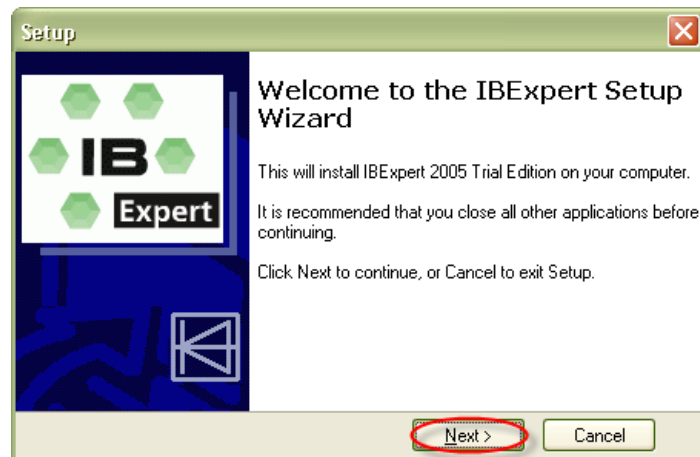 Setup
IB
Expert
Welcome to the IBExpert Setup
Wizard
This will install IBExpert 2005 Trial Edition on your computer.
It is recommended that you close all other applications before
continuing.
Click Next to continue, or Cancel to exit Setup.
Next >
Cancel